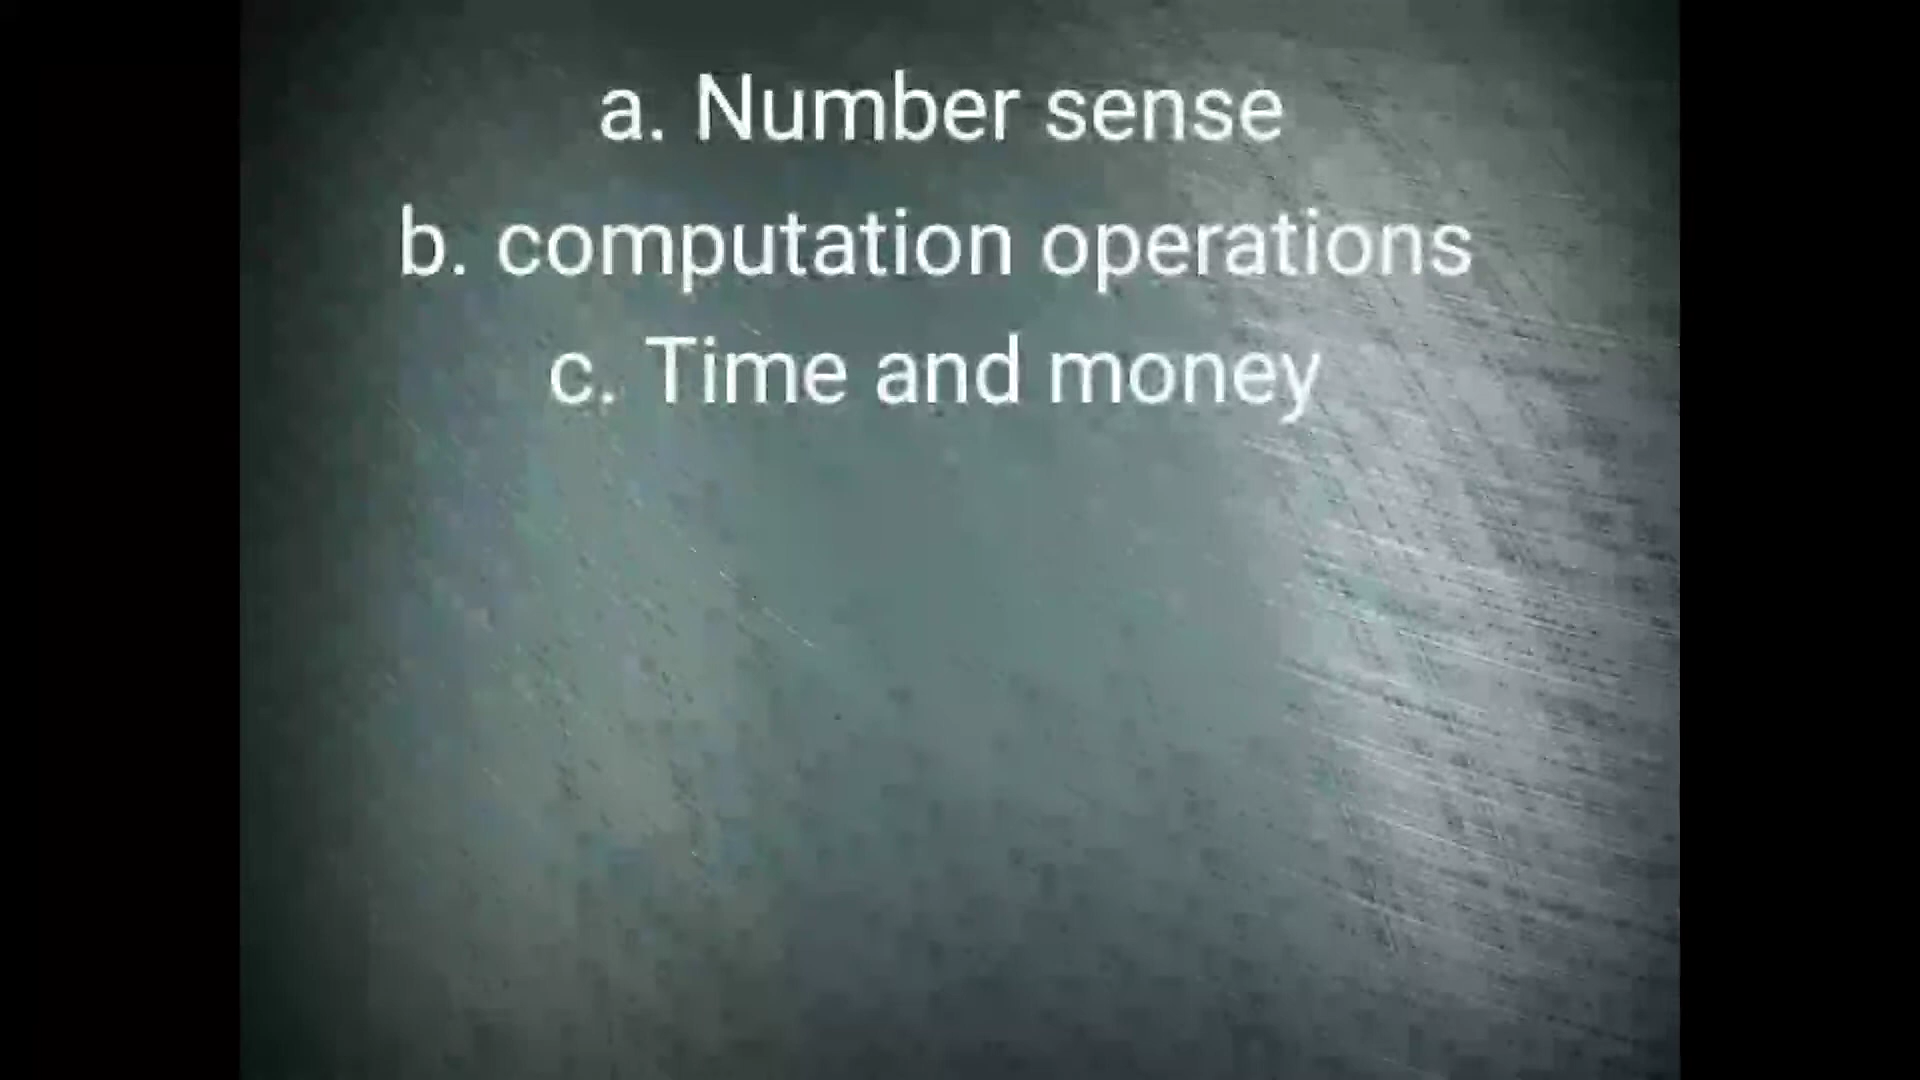 a. Number sense
b. computation operations
c. Time and money